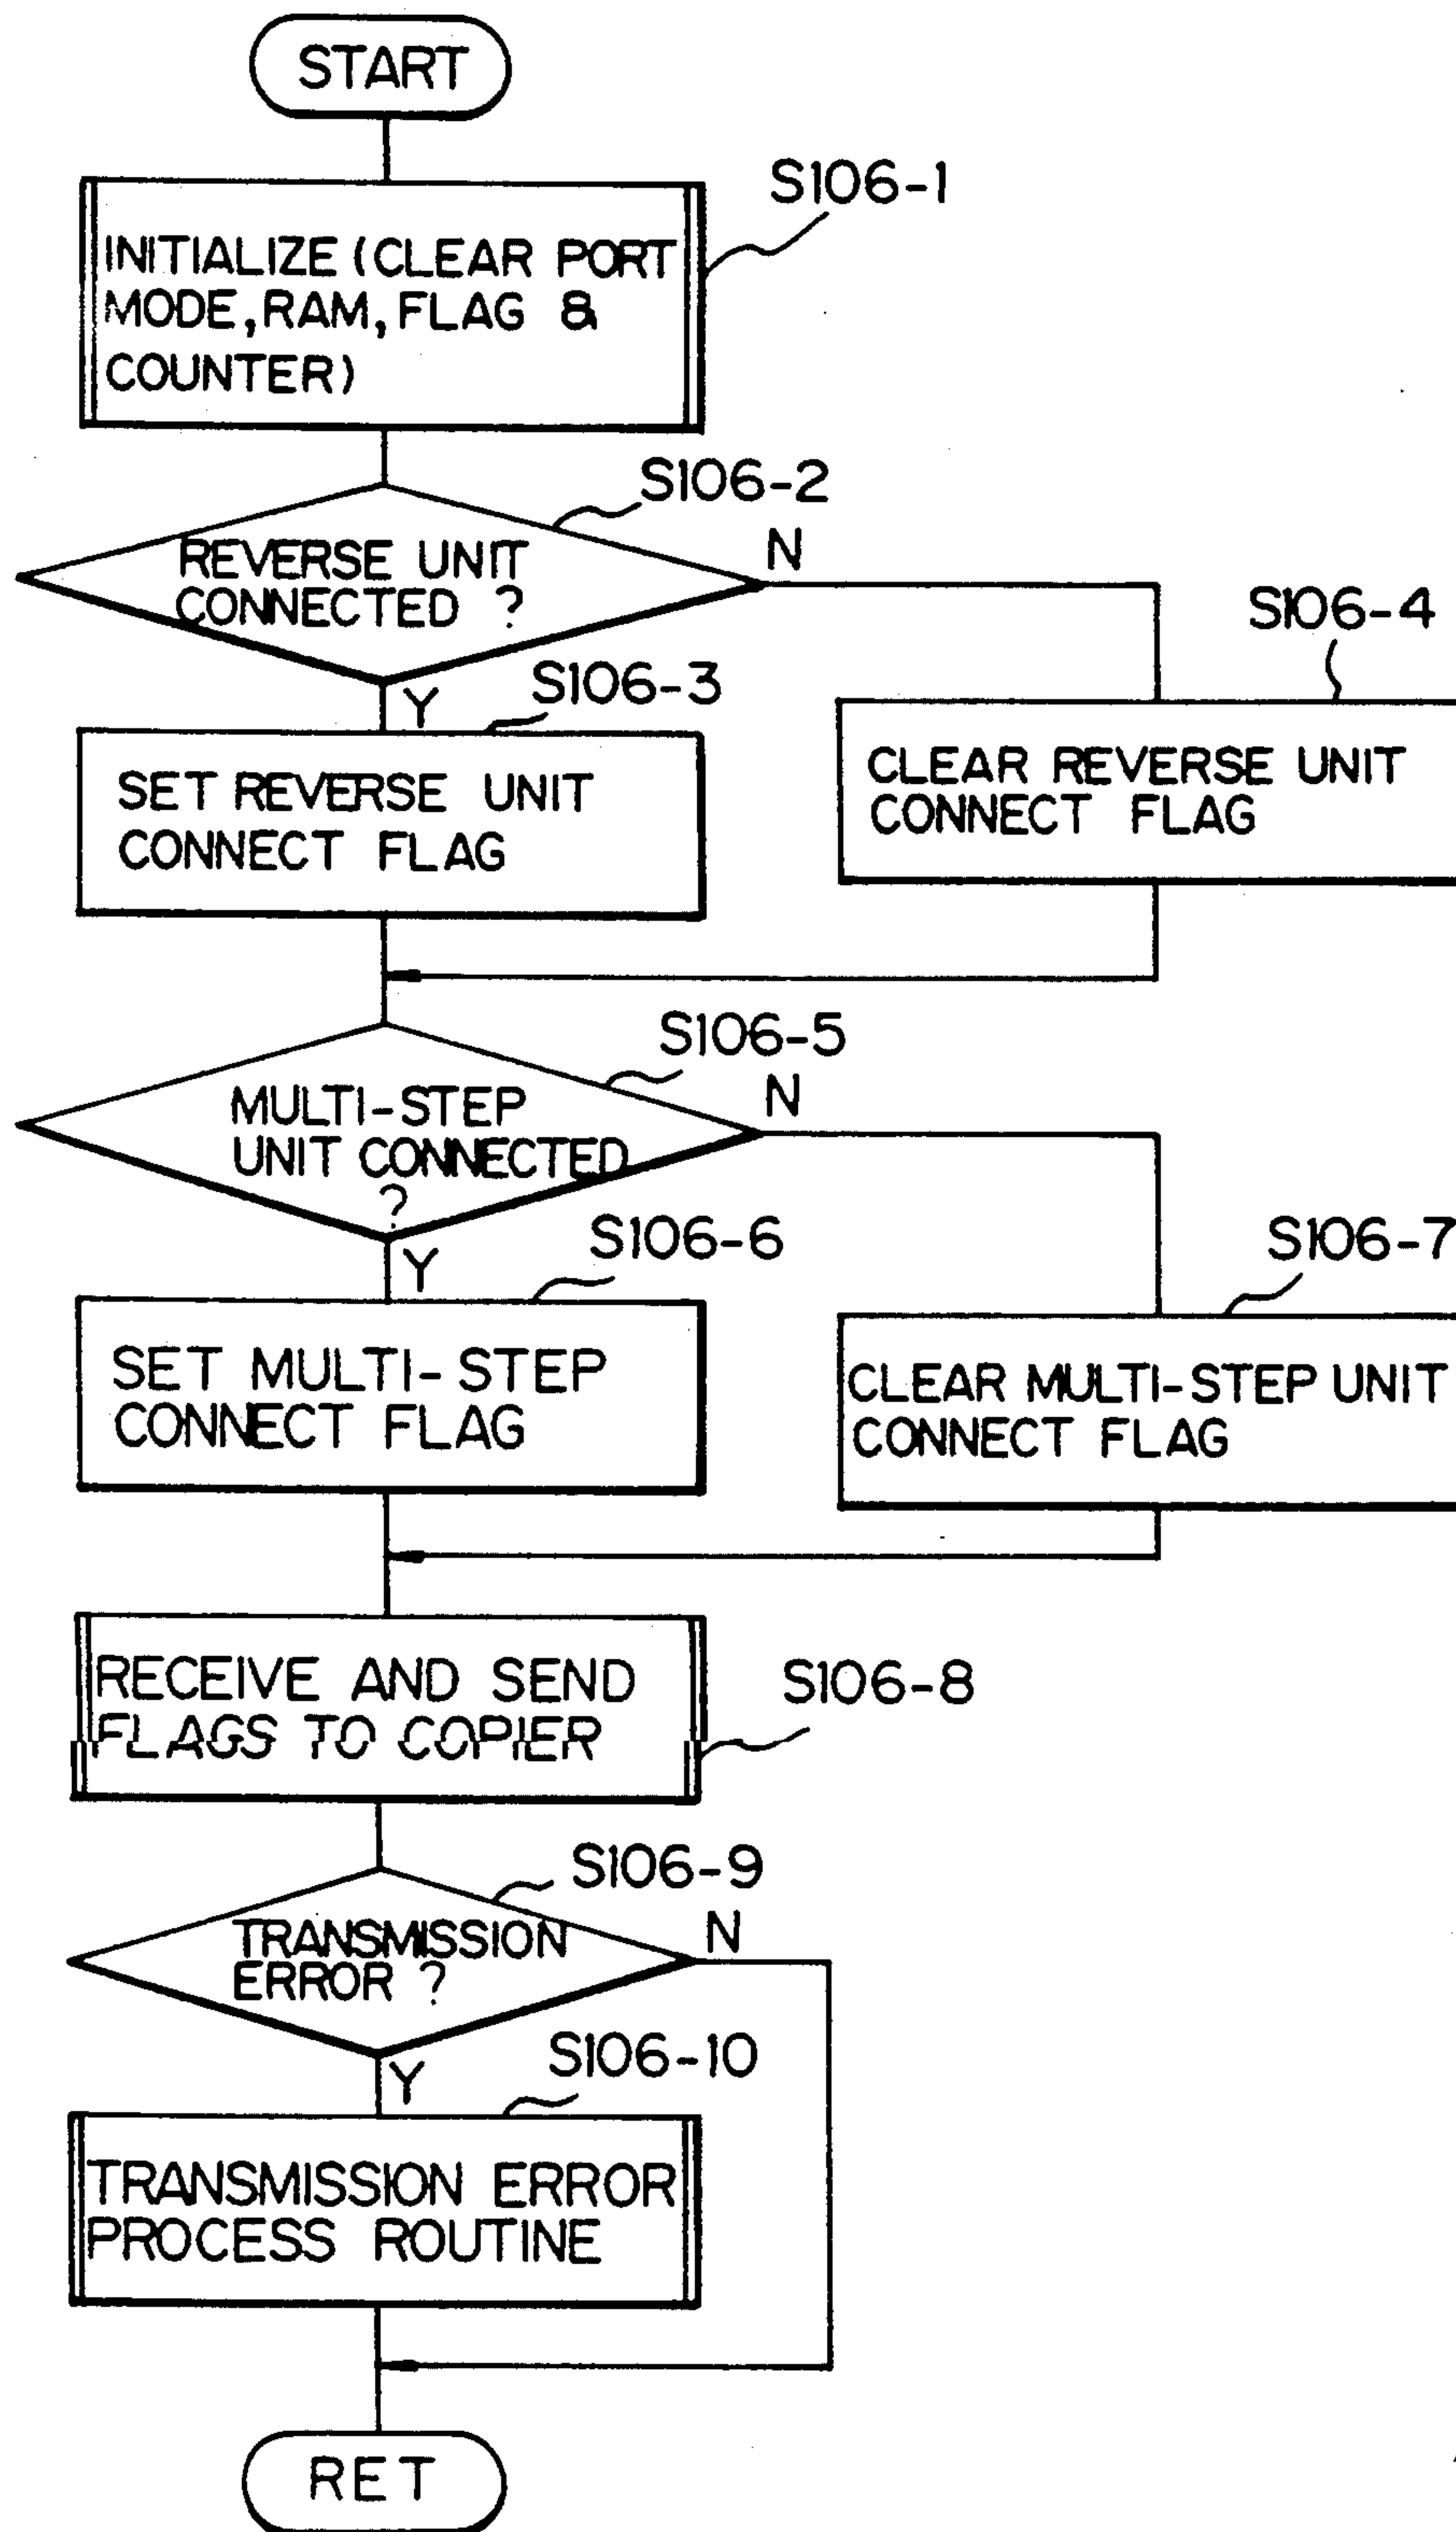 START
S106-1
INITIALIZE (CLEAR PORT
MODE, RAM, FLAG &
COUNTER)
S106-2
REVERSE UNIT
CONNECTED ?
N
Y
S106-3
SET REVERSE UNIT
CONNECT FLAG
S106-4
CLEAR REVERSE UNIT
CONNECT FLAG
S106-5
MULTI-STEP
UNIT CONNECTED
?
N
Y
S106-6
SET MULTI-STEP
CONNECT FLAG
S106-7
CLEAR MULTI-STEP UNIT
CONNECT FLAG
RECEIVE AND SEND
FLAGS TO COPIER
S106-8
S106-9
TRANSMISSION
ERROR ?
N
Y
S106-10
TRANSMISSION ERROR
PROCESS ROUTINE
RET